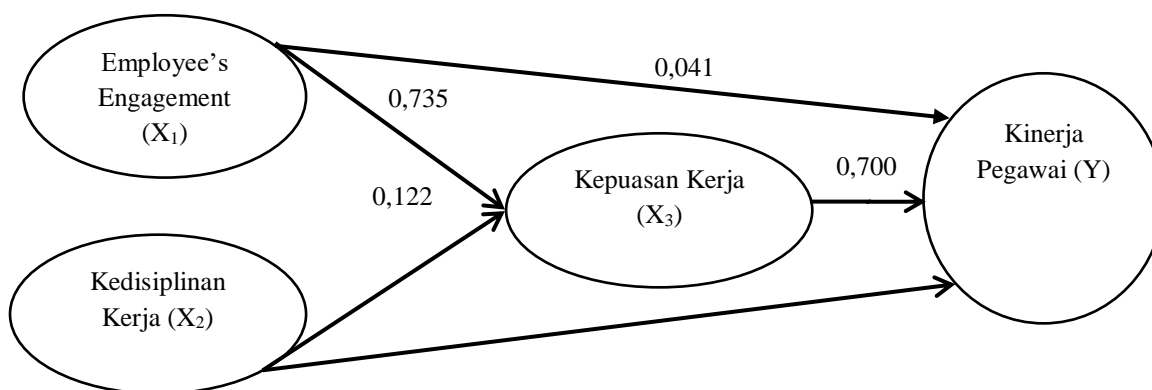 Employee’s
Engagement
(X₁)
0,041
0,735
Kinerja
Pegawai (Y)
0,700
Kepuasan Kerja
(X₃)
0,122
Kedisiplinan
Kerja (X₂)